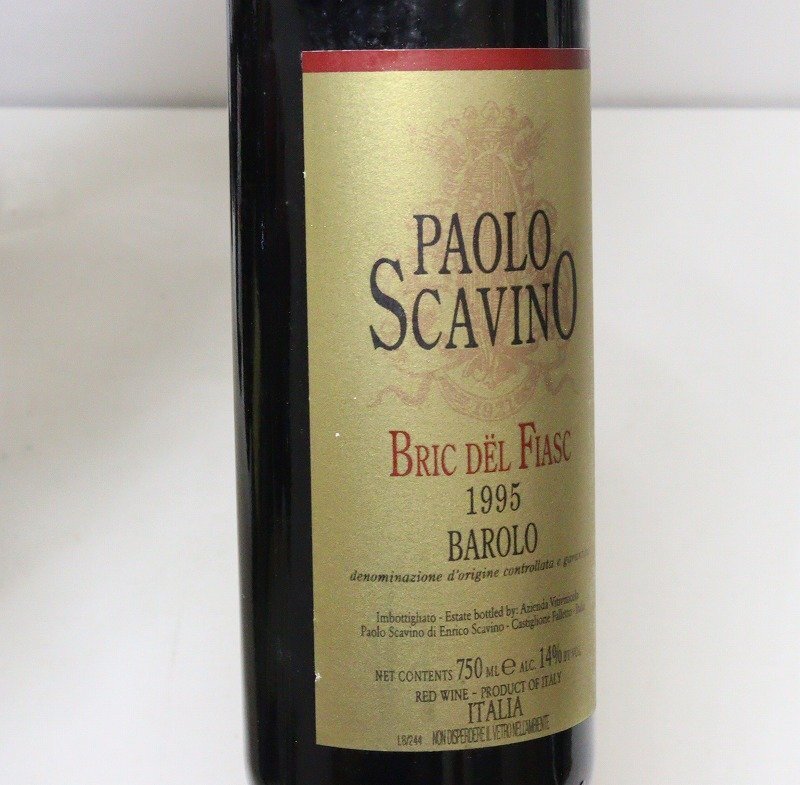 PAOLO
SCAVINO
BRIC DËL FIASC
1995
BAROLO
denominazione d'origine controllata e
Imbottigliato - Estate bottled by: Azienda Vitivinicola
Paolo Scavino di Enrico Scavino - Castiglione Falletto - Italia
NET CONTENTS 750 ML e ALC. 14% BY VOL.
RED WINE - PRODUCT OF ITALY
ITALIA
L8/244 NON DISPERDERE IL VETRO NELL'AMBIENTE